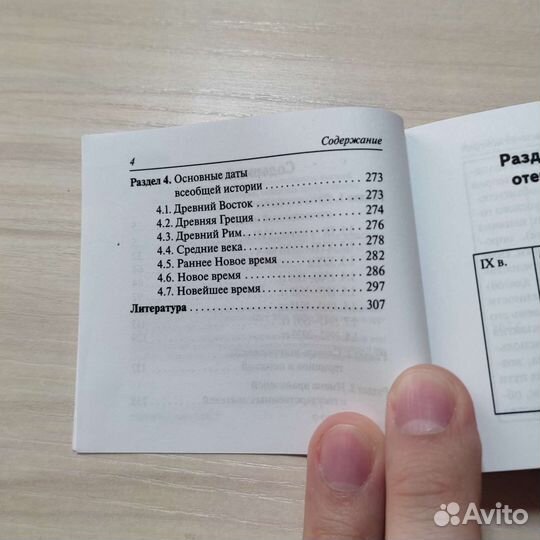 4 Содержание
Раздел 4. Основные даты
всеобщей истории 273
4.1. Древний Восток 273
4.2. Древняя Греция 274
4.3. Древний Рим 276
4.4. Средние века 278
4.5. Раннее Новое время 282
4.6. Новое время 286
4.7. Новейшее время 297
Литература 307
Разд
оте
IX в.
Avito